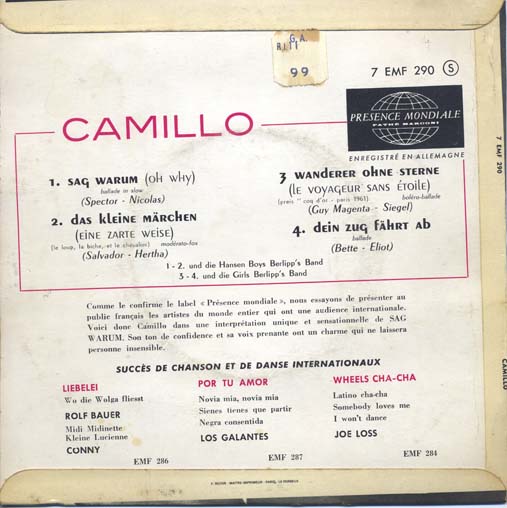 G.A.
BIII
99
7 EMF 290 S
PRESENCE MONDIALE
PATHE MARCONI
ENREGISTRÉ EN ALLEMAGNE
7 EMF 290
CAMILLO
1. SAG WARUM (OH WHY)
ballade in slow
(Spector - Nicolas)
2. DAS KLEINE MÄRCHEN
(EINE ZARTE WEISE)
(le loup, la biche, et le chevalier) modérato-fox
(Salvador - Hertha)
3 WANDERER OHNE STERNE
(LE VOYAGEUR SANS ÉTOILE)
(preis "coq d'or - paris 1961) boléro-ballade
(Guy Magenta - Siegel)
4. DEIN ZUG FÄHRT AB
ballade
(Bette - Eliot)
1 - 2. und die Hansen Boys Berlipp's Band
3 - 4. und die Girls Berlipp's Band
Comme le confirme le label « Présence mondiale », nous essayons de présenter au
public français les artistes du monde entier qui ont une audience internationale.
Voici donc Camillo dans une interprétation unique et sensationnelle de SAG
WARUM. Son ton de confidence et sa voix prenante ont un charme qui ne laissera
personne insensible.
SUCCÈS DE CHANSON ET DE DANSE INTERNATIONAUX
LIEBELEI
Wo die Wolga fliesst
ROLF BAUER
Midi Midinette
Kleine Lucienne
CONNY
EMF 286
POR TU AMOR
Novia mia, novia mia
Sienes tienes que partir
Negra consentida
LOS GALANTES
EMF 287
WHEELS CHA-CHA
Latino cha-cha
Somebody loves me
I won't dance
JOE LOSS
EMF 284
CAMILLO